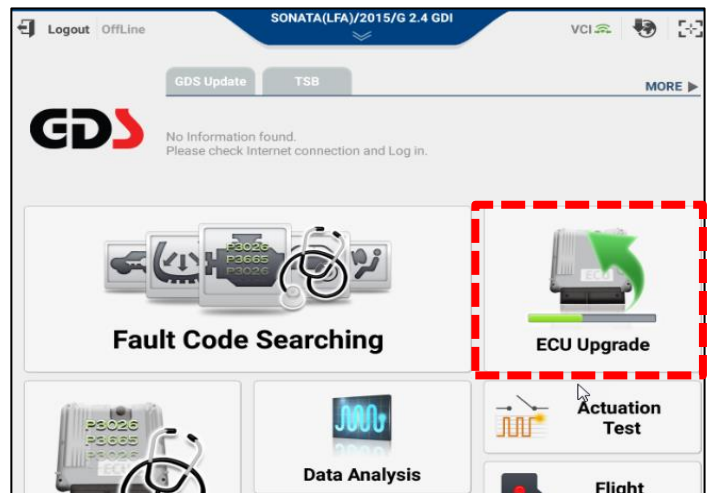 Logout OffLine
SONATA(LFA)/2015/G 2.4 GDI
VCI
GDS Update
TSB
MORE
GDS
No Information found.
Please check Internet connection and Log in.
P3026
P3665
P3026
ECU
Fault Code Searching
ECU Upgrade
P3026
P3665
P3026
ECU
Data Analysis
Actuation
Test
Flight